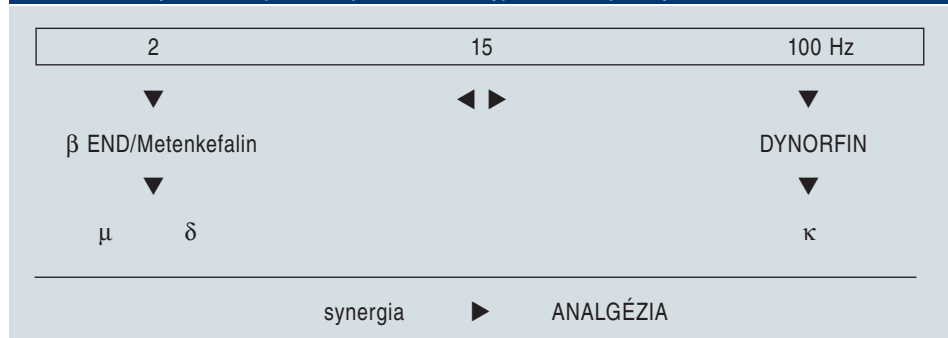 2 15 100 Hz
▼ ◀ ▶ ▼
β END/Metenkefalin DYNORFIN
▼ ▼
μ δ κ
synergia ▶ ANALGÉZIA